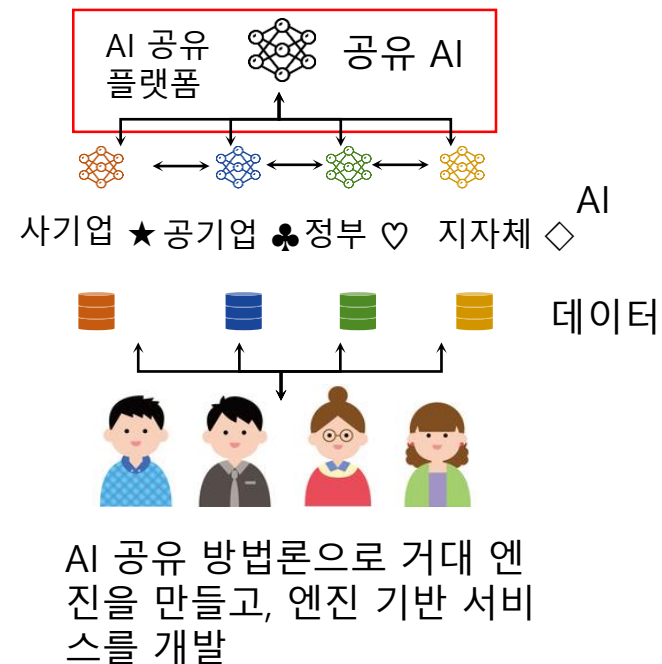 AI 공유
플랫폼
공유 AI
AI
사기업 ★ 공기업 ♣ 정부 ♡ 지자체 ◇
데이터
AI 공유 방법론으로 거대 엔
진을 만들고, 엔진 기반 서비
스를 개발